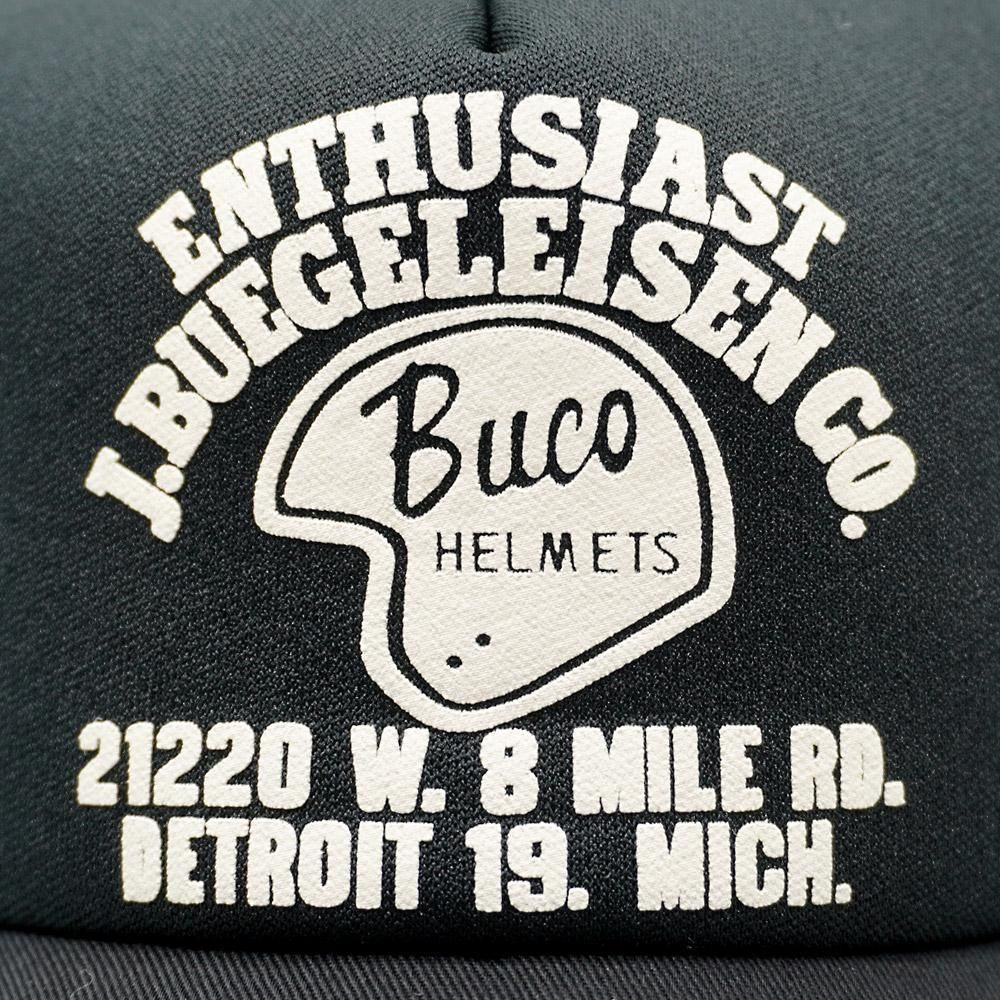 ENTHUSIAST
J.BUEGELEISEN CO.
Buco
HELMETS
21220 W. 8 MILE RD.
DETROIT 19. MICH.